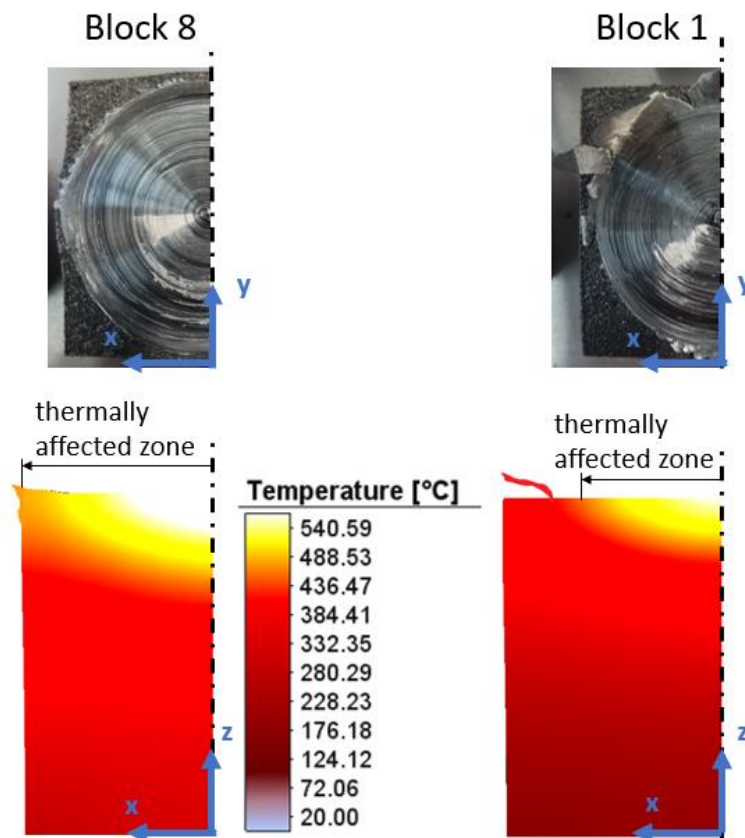 Block 8
Block 1
y
x
y
x
thermally
affected zone
thermally
affected zone
Temperature [°C]
540.59
488.53
436.47
384.41
332.35
280.29
228.23
176.18
124.12
72.06
20.00
z
x
z
x